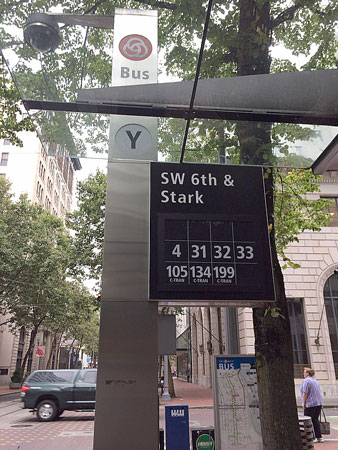 Bus
Y
SW 6th &
Stark
4 31 32 33
105 134 199
C-TRAN C-TRAN C-TRAN
BUS